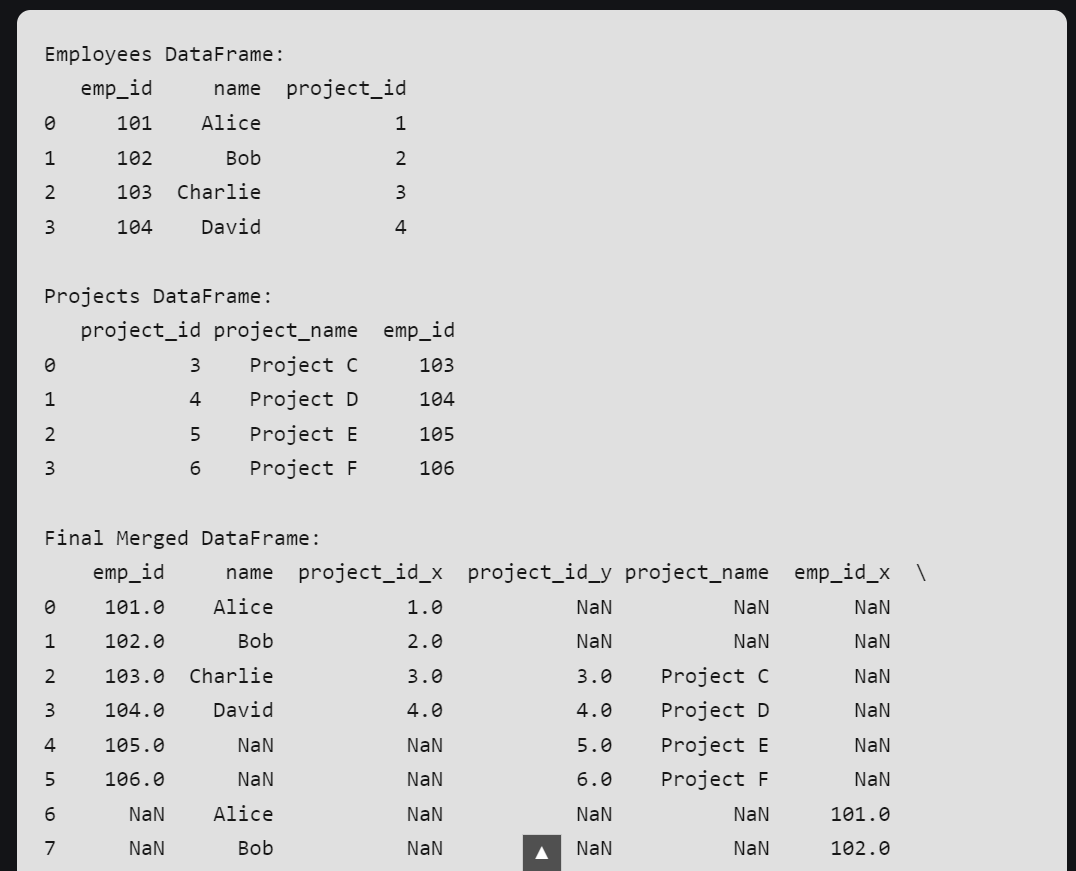 Employees DataFrame:
   emp_id     name  project_id
0     101    Alice           1
1     102      Bob           2
2     103  Charlie           3
3     104    David           4
Projects DataFrame:
   project_id project_name  emp_id
0           3    Project C     103
1           4    Project D     104
2           5    Project E     105
3           6    Project F     106
Final Merged DataFrame:
    emp_id     name  project_id_x  project_id_y project_name  emp_id_x  \
0    101.0    Alice           1.0           NaN          NaN       NaN
1    102.0      Bob           2.0           NaN          NaN       NaN
2    103.0  Charlie           3.0           3.0    Project C       NaN
3    104.0    David           4.0           4.0    Project D       NaN
4    105.0      NaN           NaN           5.0    Project E       NaN
5    106.0      NaN           NaN           6.0    Project F       NaN
6      NaN    Alice           NaN           NaN          NaN     101.0
7      NaN      Bob           NaN           NaN          NaN     102.0